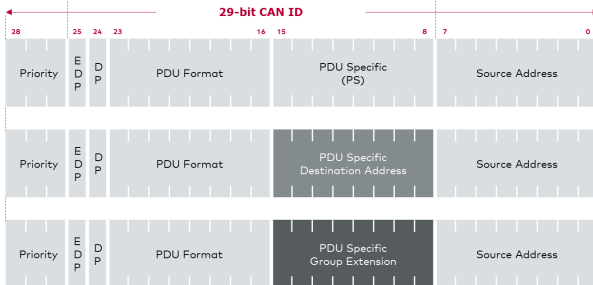 29-bit CAN ID
28 25 24 23 16 15 8 7 0
Priority
E
D
P
D
P
PDU Format
PDU Specific
(PS)
Source Address
Priority
E
D
P
D
P
PDU Format
PDU Specific
Destination Address
Source Address
Priority
E
D
P
D
P
PDU Format
PDU Specific
Group Extension
Source Address